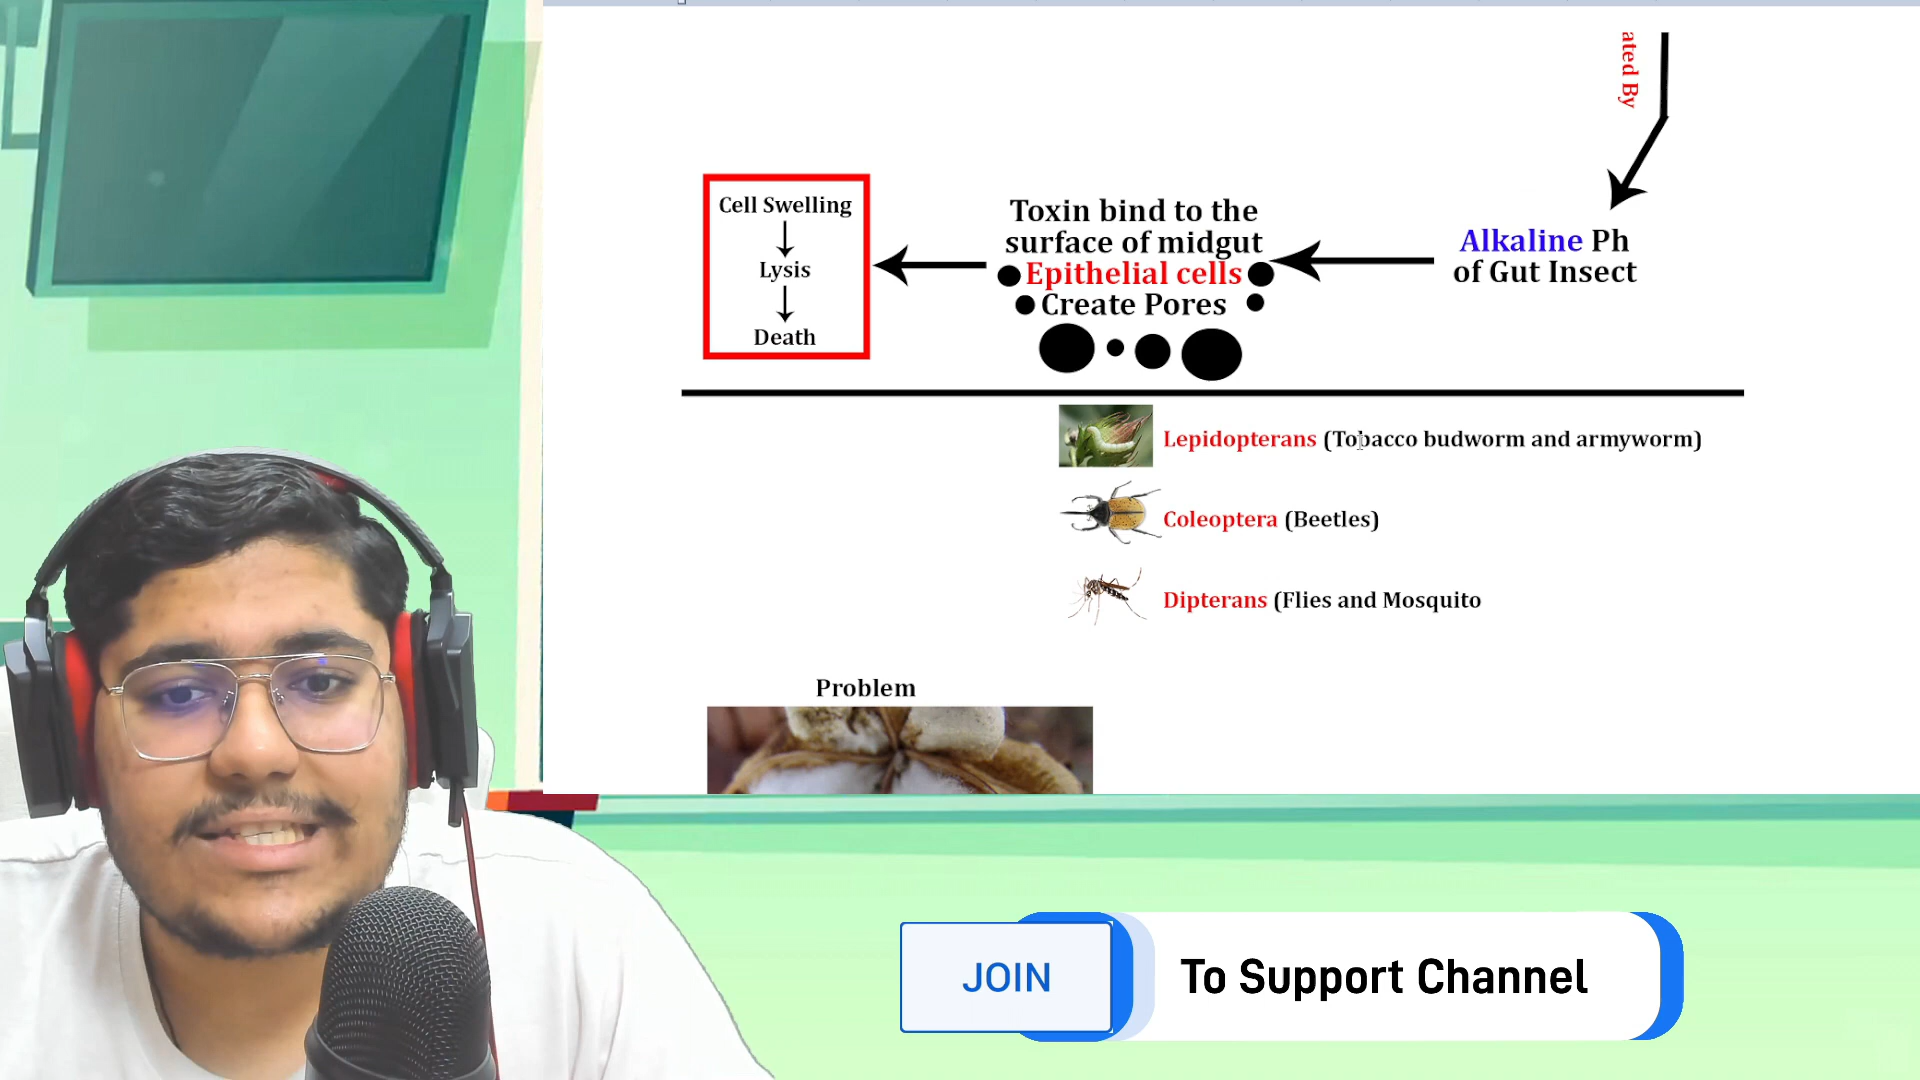 ated By
Cell Swelling
Lysis
Death
Toxin bind to the
surface of midgut
Epithelial cells
Create Pores
Alkaline Ph
of Gut Insect
Lepidopterans (Tobacco budworm and armyworm)
Coleoptera (Beetles)
Dipterans (Flies and Mosquito
Problem
JOIN
To Support Channel